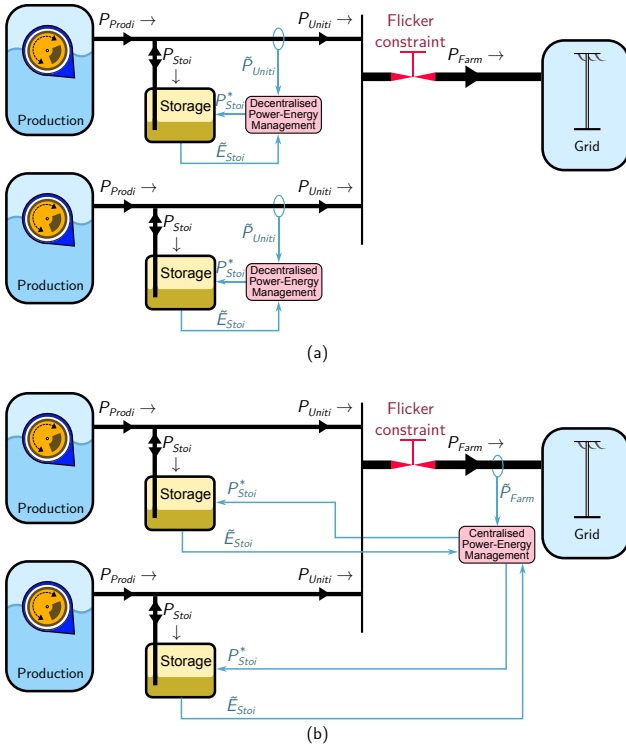 P_Prodi →
P_Uniti →
Flicker
constraint
P_Farm →
P_Stoi
↓
P̃_Uniti
Production
Storage
P*_Stoi
Decentralised
Power-Energy
Management
Ẽ_Stoi
Grid
P_Prodi →
P_Uniti →
P_Stoi
↓
P̃_Uniti
Production
Storage
P*_Stoi
Decentralised
Power-Energy
Management
Ẽ_Stoi
(a)
P_Prodi →
P_Uniti →
Flicker
constraint
P_Farm →
P_Stoi
↓
Production
Storage
P*_Stoi
P̃_Farm
Ẽ_Stoi
Centralised
Power-Energy
Management
Grid
P_Prodi →
P_Uniti →
P_Stoi
↓
Production
Storage
P*_Stoi
Ẽ_Stoi
(b)